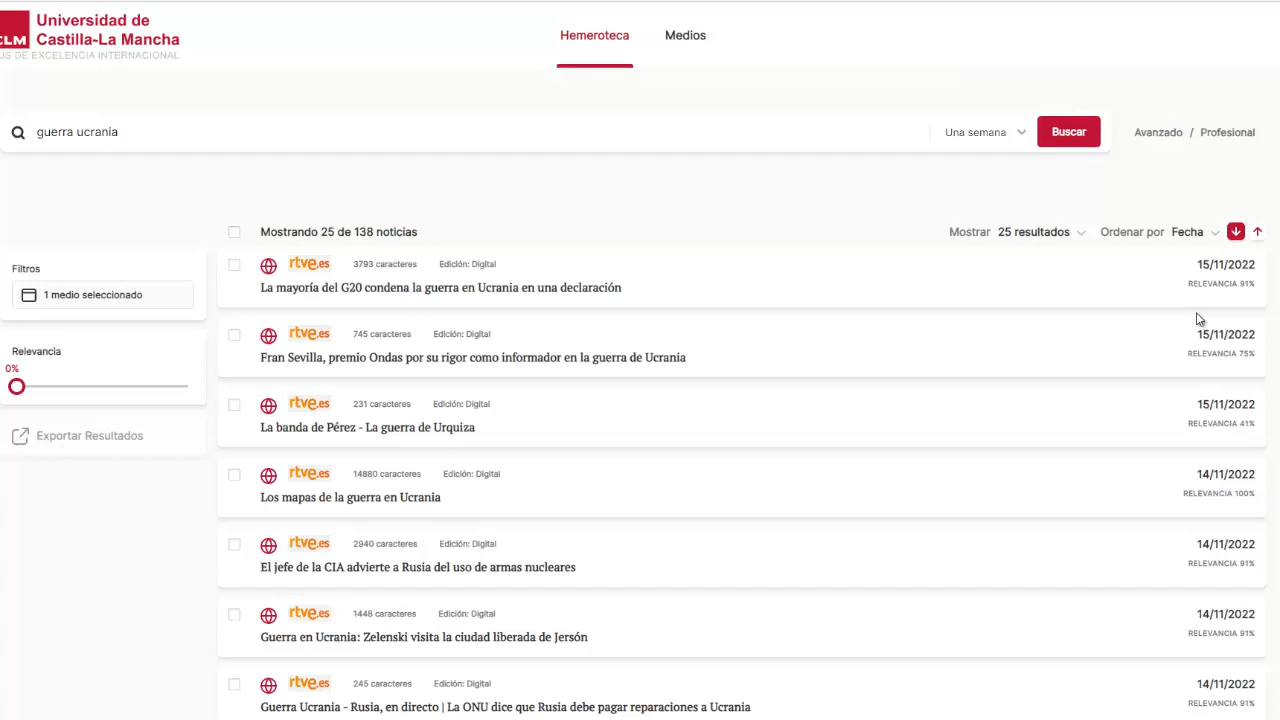 CLM
Universidad de
Castilla-La Mancha
US DE EXCELENCIA INTERNACIONAL
Hemeroteca
Medios
guerra ucrania
Una semana
Buscar
Avanzado / Profesional
Mostrando 25 de 138 noticias
Mostrar 25 resultados
Ordenar por Fecha
Filtros
1 medio seleccionado
Relevancia
0%
Exportar Resultados
rtve.es 3793 caracteres Edición: Digital 15/11/2022
La mayoría del G20 condena la guerra en Ucrania en una declaración RELEVANCIA 91%
rtve.es 745 caracteres Edición: Digital 15/11/2022
Fran Sevilla, premio Ondas por su rigor como informador en la guerra de Ucrania RELEVANCIA 75%
rtve.es 231 caracteres Edición: Digital 15/11/2022
La banda de Pérez - La guerra de Urquiza RELEVANCIA 41%
rtve.es 14880 caracteres Edición: Digital 14/11/2022
Los mapas de la guerra en Ucrania RELEVANCIA 100%
rtve.es 2940 caracteres Edición: Digital 14/11/2022
El jefe de la CIA advierte a Rusia del uso de armas nucleares RELEVANCIA 91%
rtve.es 1448 caracteres Edición: Digital 14/11/2022
Guerra en Ucrania: Zelenski visita la ciudad liberada de Jersón RELEVANCIA 91%
rtve.es 245 caracteres Edición: Digital 14/11/2022
Guerra Ucrania - Rusia, en directo | La ONU dice que Rusia debe pagar reparaciones a Ucrania RELEVANCIA 91%